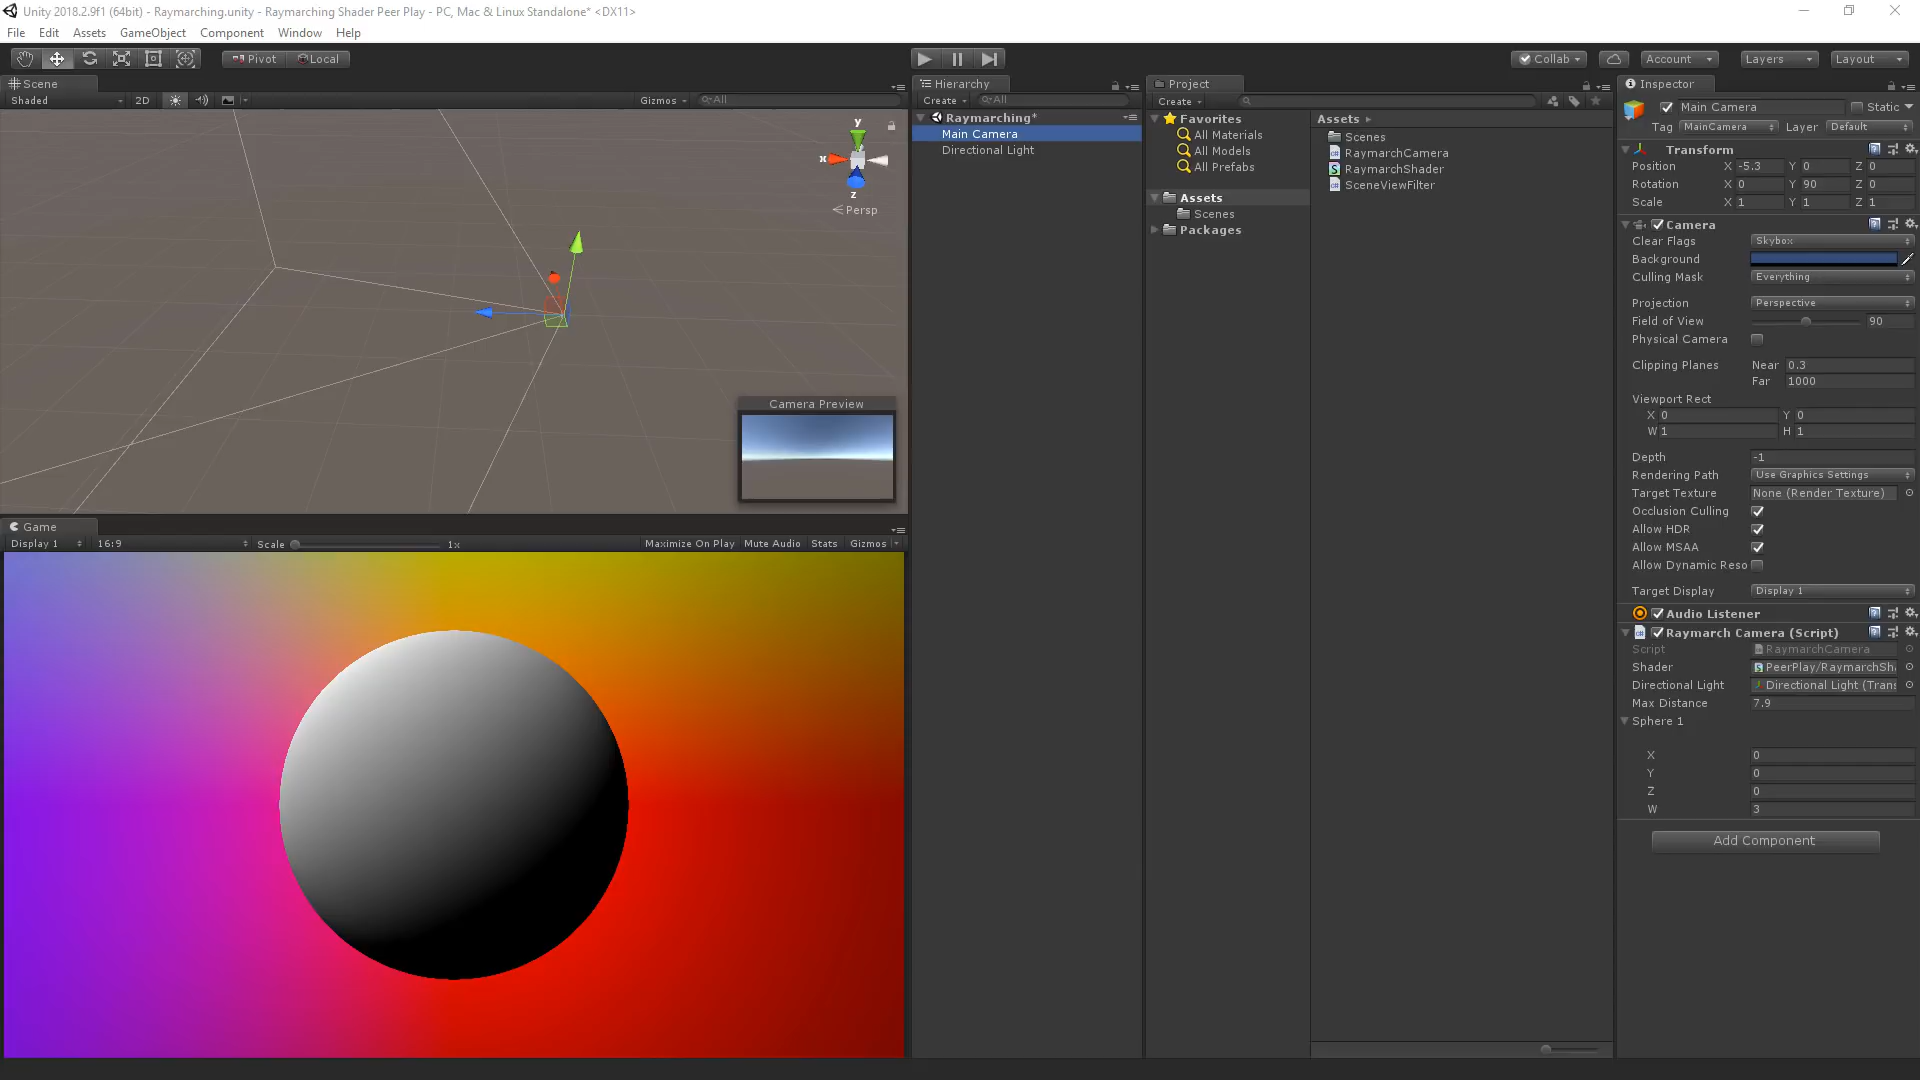 Unity 2018.2.9f1 (64bit) - Raymarching.unity - Raymarching Shader Peer Play - PC, Mac & Linux Standalone* <DX11>
File Edit Assets GameObject Component Window Help
Pivot Local Collab Account Layers Layout
Scene
Shaded 2D Gizmos All
y
x
z
Persp
Camera Preview
Game
Display 1 16:9 Scale 1x Maximize On Play Mute Audio Stats Gizmos
Hierarchy
Create All
Raymarching*
Main Camera
Directional Light
Project
Create
Favorites
All Materials
All Models
All Prefabs
Assets
Scenes
Packages
Assets
Scenes
RaymarchCamera
RaymarchShader
SceneViewFilter
Inspector
Main Camera Static
Tag MainCamera Layer Default
Transform
Position X -5.3 Y 0 Z 0
Rotation X 0 Y 90 Z 0
Scale X 1 Y 1 Z 1
Camera
Clear Flags Skybox
Background
Culling Mask Everything
Projection Perspective
Field of View 90
Physical Camera
Clipping Planes Near 0.3
Far 1000
Viewport Rect
X 0 Y 0
W 1 H 1
Depth -1
Rendering Path Use Graphics Settings
Target Texture None (Render Texture)
Occlusion Culling
Allow HDR
Allow MSAA
Allow Dynamic Reso
Target Display Display 1
Audio Listener
Raymarch Camera (Script)
Script RaymarchCamera
Shader PeerPlay/RaymarchSh
Directional Light Directional Light (Trans
Max Distance 7.9
Sphere 1
X 0
Y 0
Z 0
W 3
Add Component